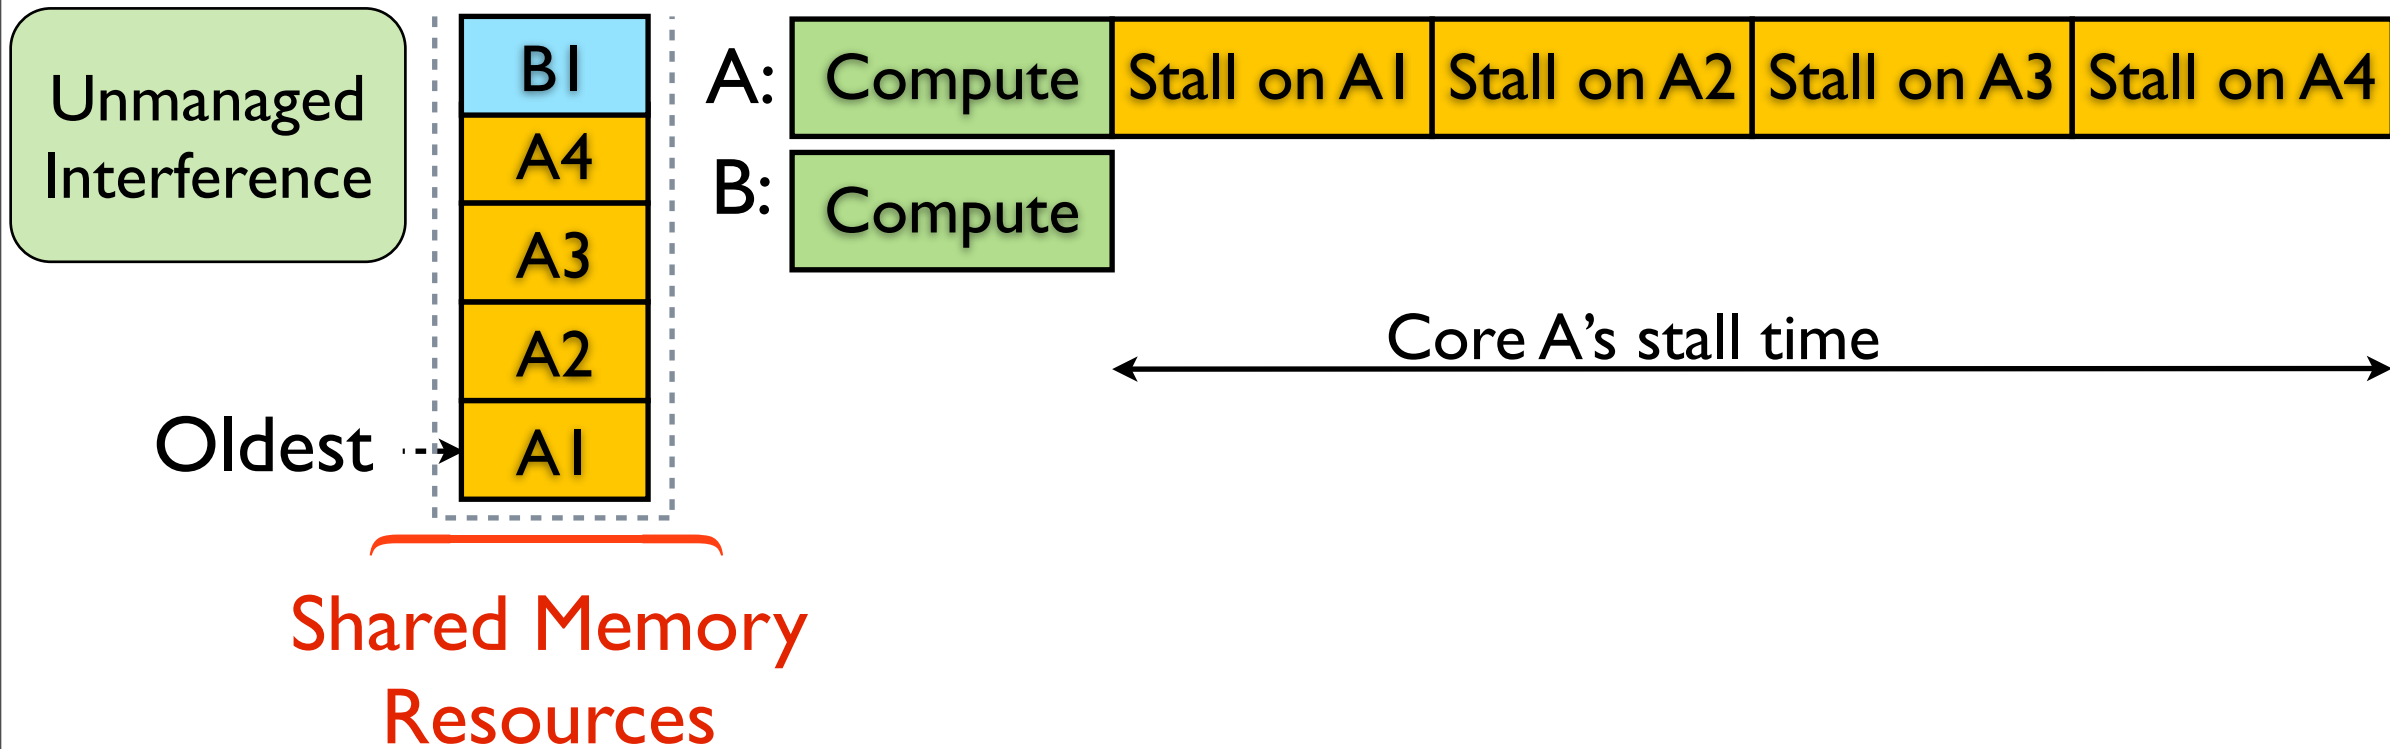 Unmanaged
Interference
B1
A4
A3
A2
A1
Oldest
Shared Memory
Resources
A:
Compute
Stall on A1
Stall on A2
Stall on A3
Stall on A4
B:
Compute
Core A’s stall time